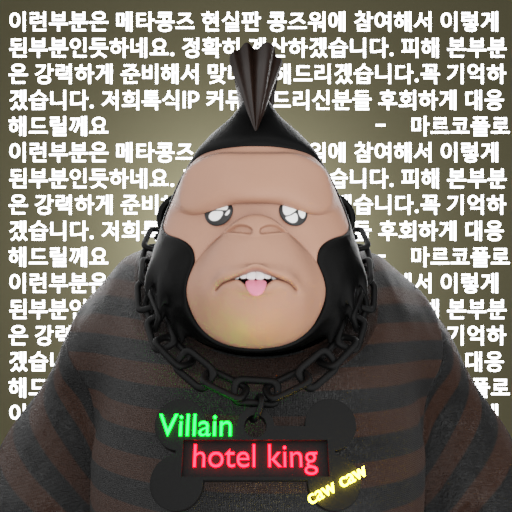 이런부분은 메타콩즈 현실판 콩즈워에 참여해서 이렇게
된부분인듯하네요. 정확히 계산하겠습니다. 피해 본부분
은 강력하게 준비해서 맞 해드리겠습니다.꼭 기억하
겠습니다. 저희특식IP 커뮤 드리신분들 후회하게 대응
해드릴께요 - 마르코폴로
이런부분은 메타콩즈 워에 참여해서 이렇게
된부분인듯하네요. 습니다. 피해 본부분
은 강력하게 준비 습니다.꼭 기억하
겠습니다. 저희특 들 후회하게 대응
해드릴께요 - 마르코폴로
이런부분은 해서 이렇게
된부분인 해 본부분
은 강력 기억하
겠습니 대응
해드 코폴로
이 렇게
Villain
hotel king
caw caw